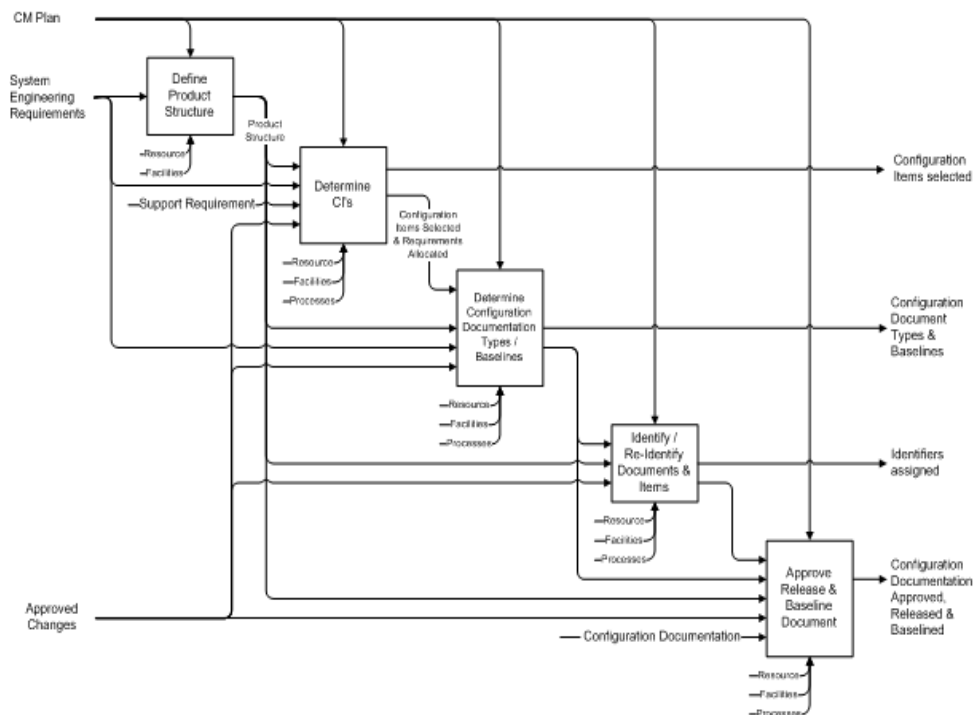 CM Plan
System
Engineering
Requirements
Define
Product
Structure
Product
Structure
Resource
Facilities
Determine
CI's
Support Requirement
Configuration
Items selected
Configuration
Items Selected
& Requirements
Allocated
Resource
Facilities
Processes
Determine
Configuration
Documentation
Types /
Baselines
Configuration
Document
Types &
Baselines
Resource
Facilities
Processes
Identify /
Re-Identify
Documents &
Items
Identifiers
assigned
Resource
Facilities
Processes
Approve
Release &
Baseline
Document
Configuration
Documentation
Approved,
Released &
Baselined
Approved
Changes
Configuration Documentation
Resource
Facilities
Processes